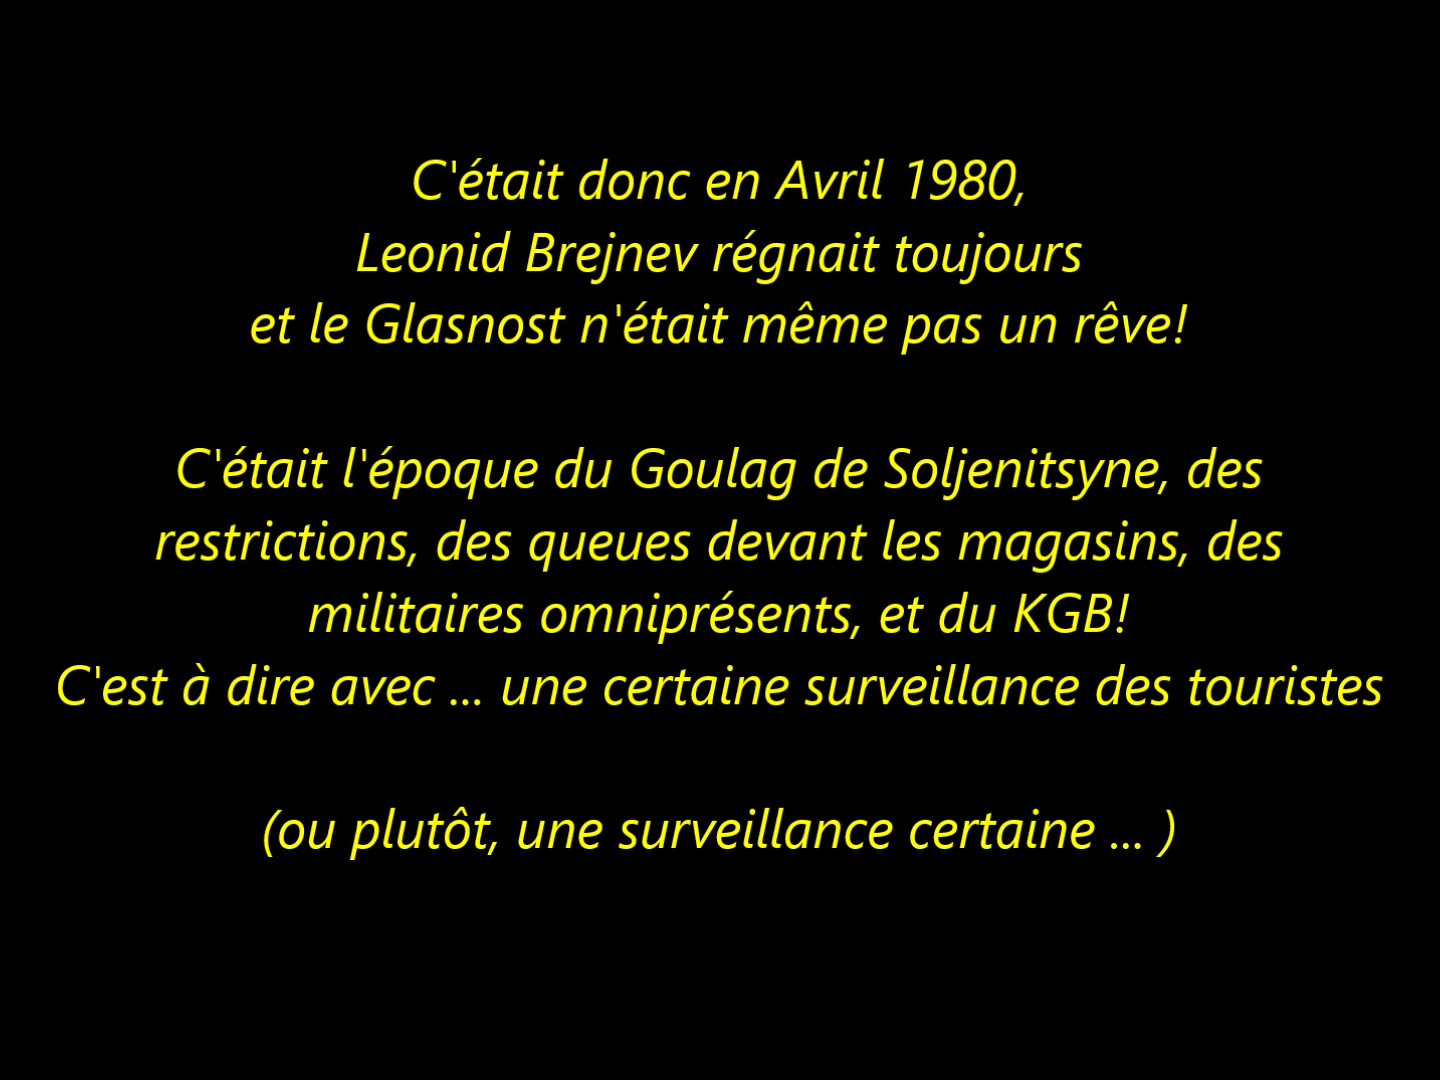 C'était donc en Avril 1980,
Leonid Brejnev régnait toujours
et le Glasnost n'était même pas un rêve!
C'était l'époque du Goulag de Soljenitsyne, des
restrictions, des queues devant les magasins, des
militaires omniprésents, et du KGB!
C'est à dire avec ... une certaine surveillance des touristes
(ou plutôt, une surveillance certaine ... )